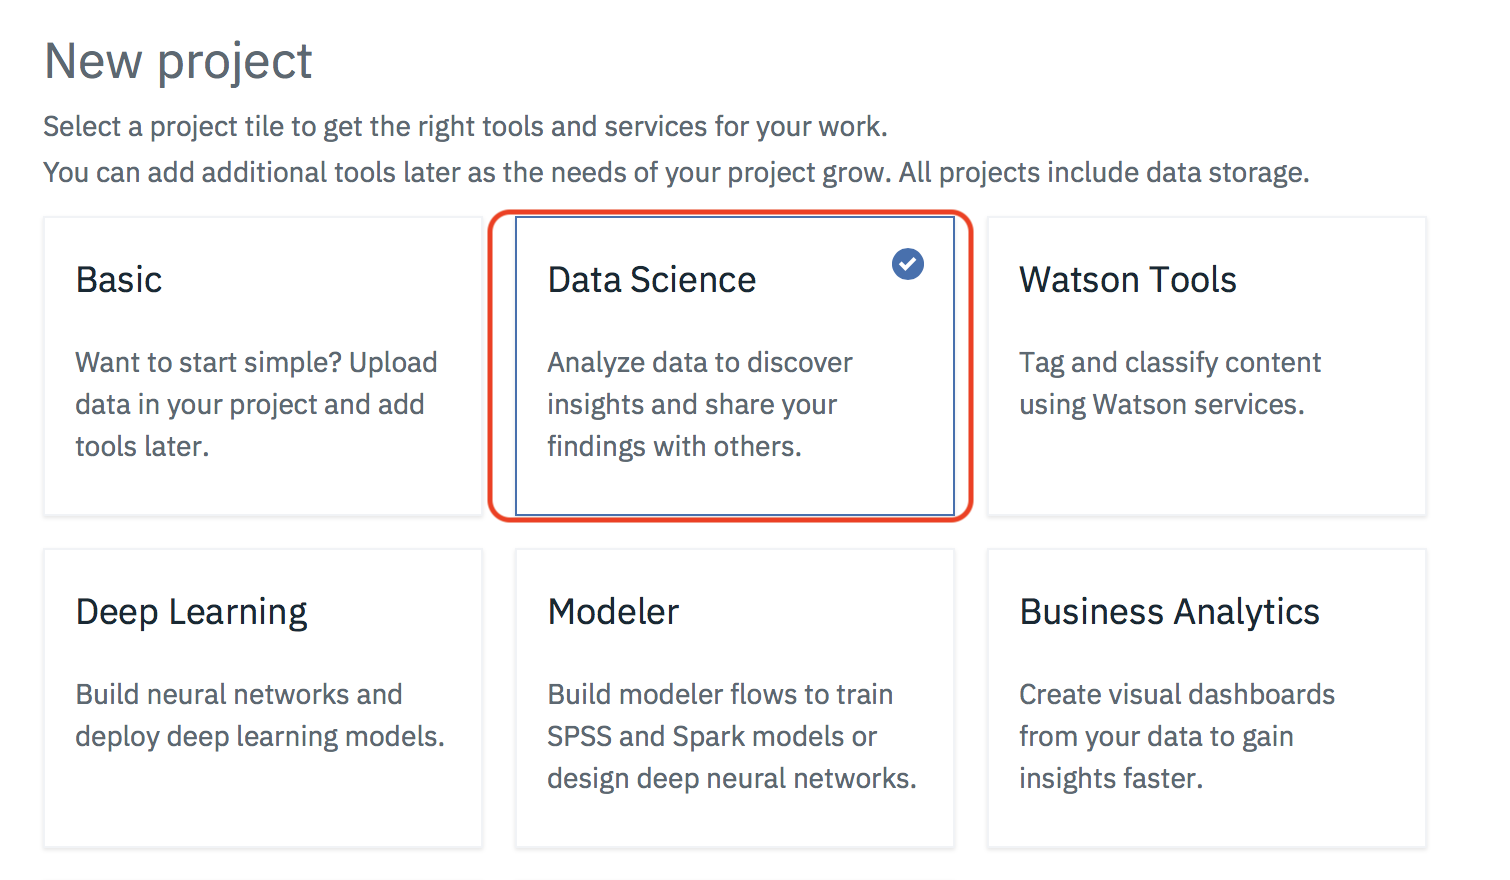 New project
Select a project tile to get the right tools and services for your work.
You can add additional tools later as the needs of your project grow. All projects include data storage.
Basic
Want to start simple? Upload
data in your project and add
tools later.
Data Science
Analyze data to discover
insights and share your
findings with others.
Watson Tools
Tag and classify content
using Watson services.
Deep Learning
Build neural networks and
deploy deep learning models.
Modeler
Build modeler flows to train
SPSS and Spark models or
design deep neural networks.
Business Analytics
Create visual dashboards
from your data to gain
insights faster.